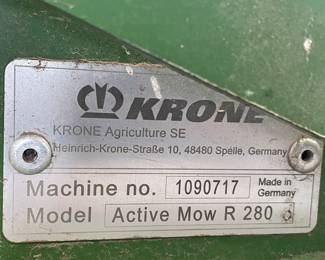 KRONE
KRONE Agriculture SE
Heinrich-Krone-Straße 10, 48480 Spelle, Germany
Machine no. 1090717 Made in
Germany
Model Active Mow R 280